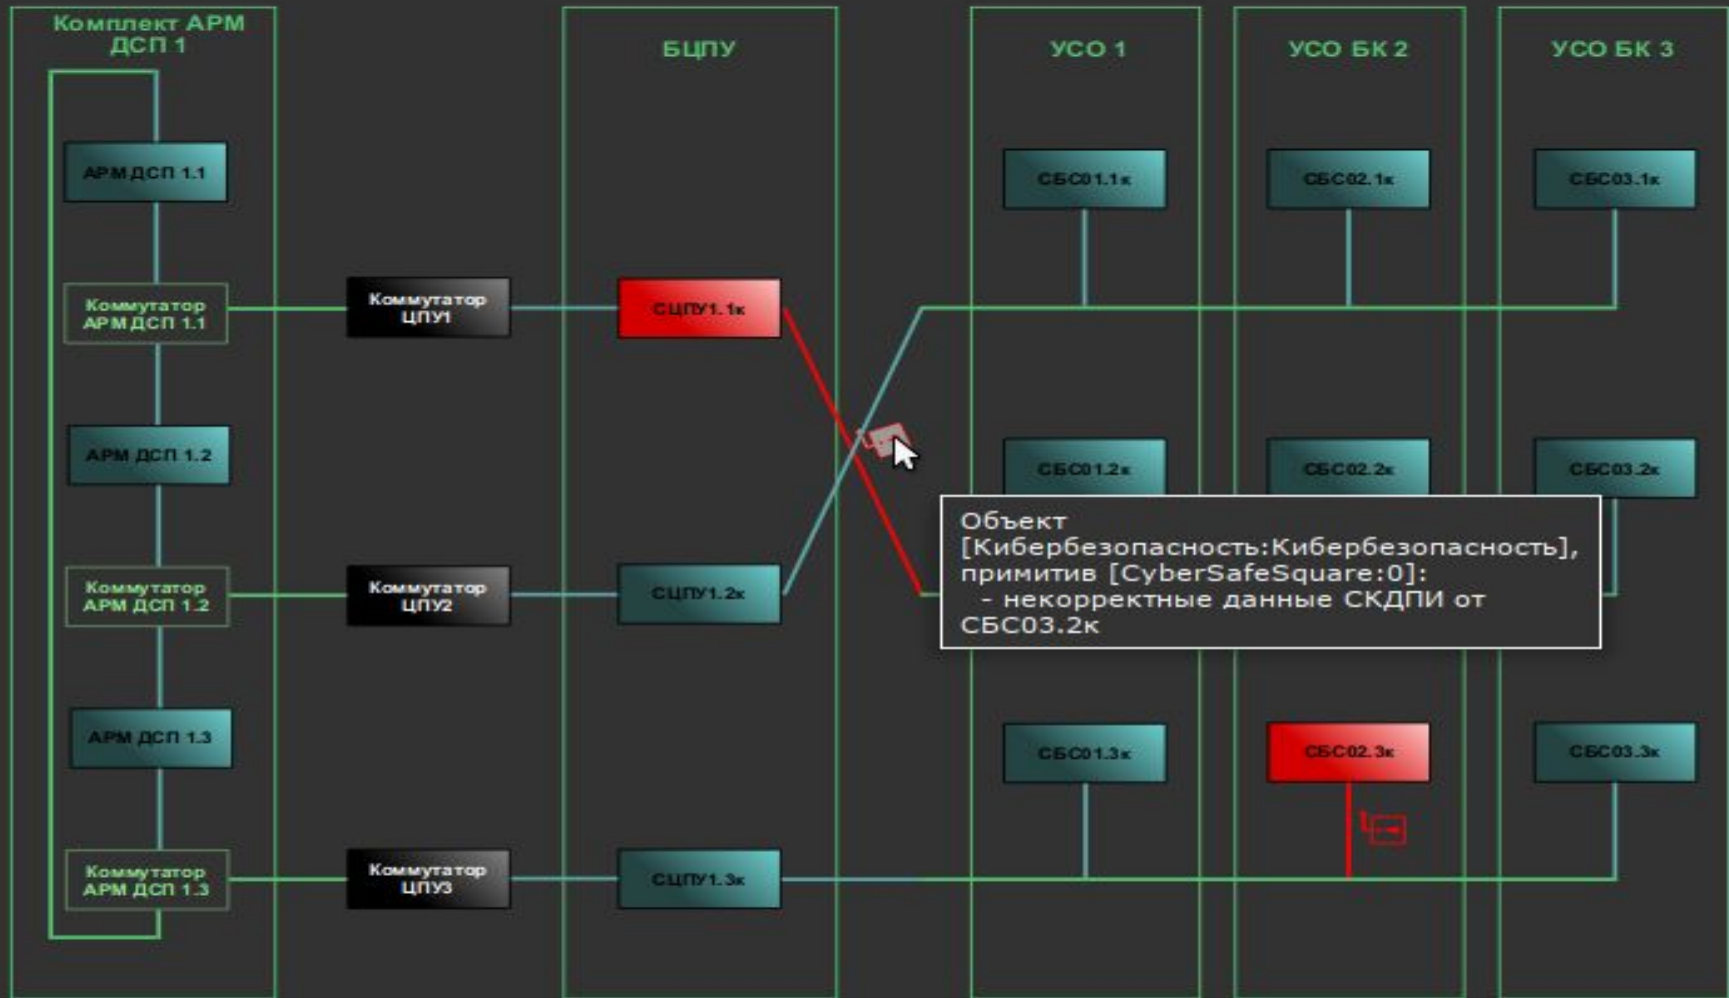 Комплект АРМ
ДСП 1
БЦПУ
УСО 1
УСО БК 2
УСО БК 3
АРМ ДСП 1.1
СБС01.1к
СБС02.1к
СБС03.1к
Коммутатор
АРМ ДСП 1.1
Коммутатор
ЦПУ1
СЦПУ1.1к
АРМ ДСП 1.2
СБС01.2к
СБС02.2к
СБС03.2к
Объект
[Кибербезопасность:Кибербезопасность],
примитив [CyberSafeSquare:0]:
- некорректные данные СКДПИ от
СБС03.2к
Коммутатор
АРМ ДСП 1.2
Коммутатор
ЦПУ2
СЦПУ1.2к
АРМ ДСП 1.3
СБС01.3к
СБС02.3к
СБС03.3к
Коммутатор
АРМ ДСП 1.3
Коммутатор
ЦПУ3
СЦПУ1.3к